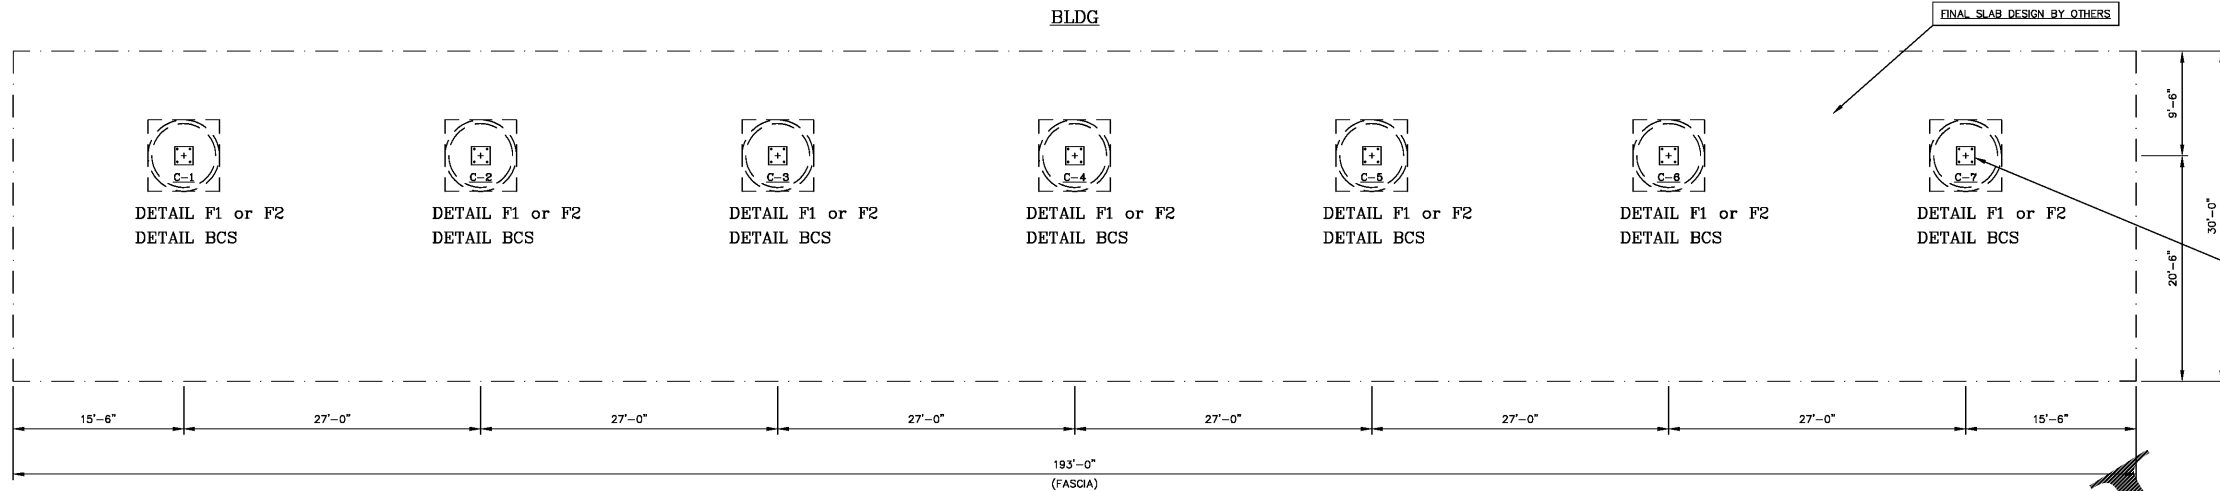 BLDG
FINAL SLAB DESIGN BY OTHERS
9'-6"
C-1 C-2 C-3 C-4 C-5 C-6 C-7
DETAIL F1 or F2 DETAIL F1 or F2 DETAIL F1 or F2 DETAIL F1 or F2 DETAIL F1 or F2 DETAIL F1 or F2 DETAIL F1 or F2
DETAIL BCS DETAIL BCS DETAIL BCS DETAIL BCS DETAIL BCS DETAIL BCS DETAIL BCS
30'-0"
20'-6"
15'-6" 27'-0" 27'-0" 27'-0" 27'-0" 27'-0" 27'-0" 15'-6"
193'-0"
(FASCIA)